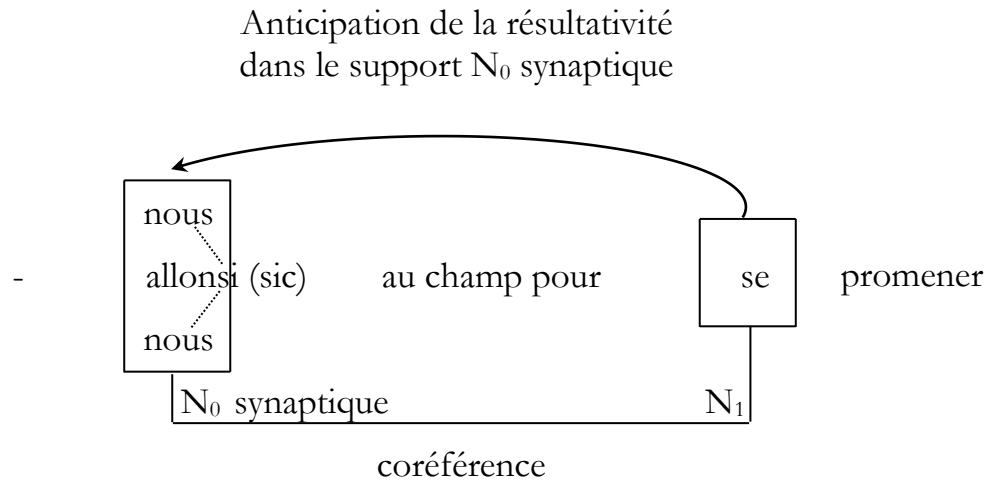 Anticipation de la résultativité
dans le support N₀ synaptique
nous
- allonsi (sic) au champ pour se promener
nous
N₀ synaptique N₁
coréférence